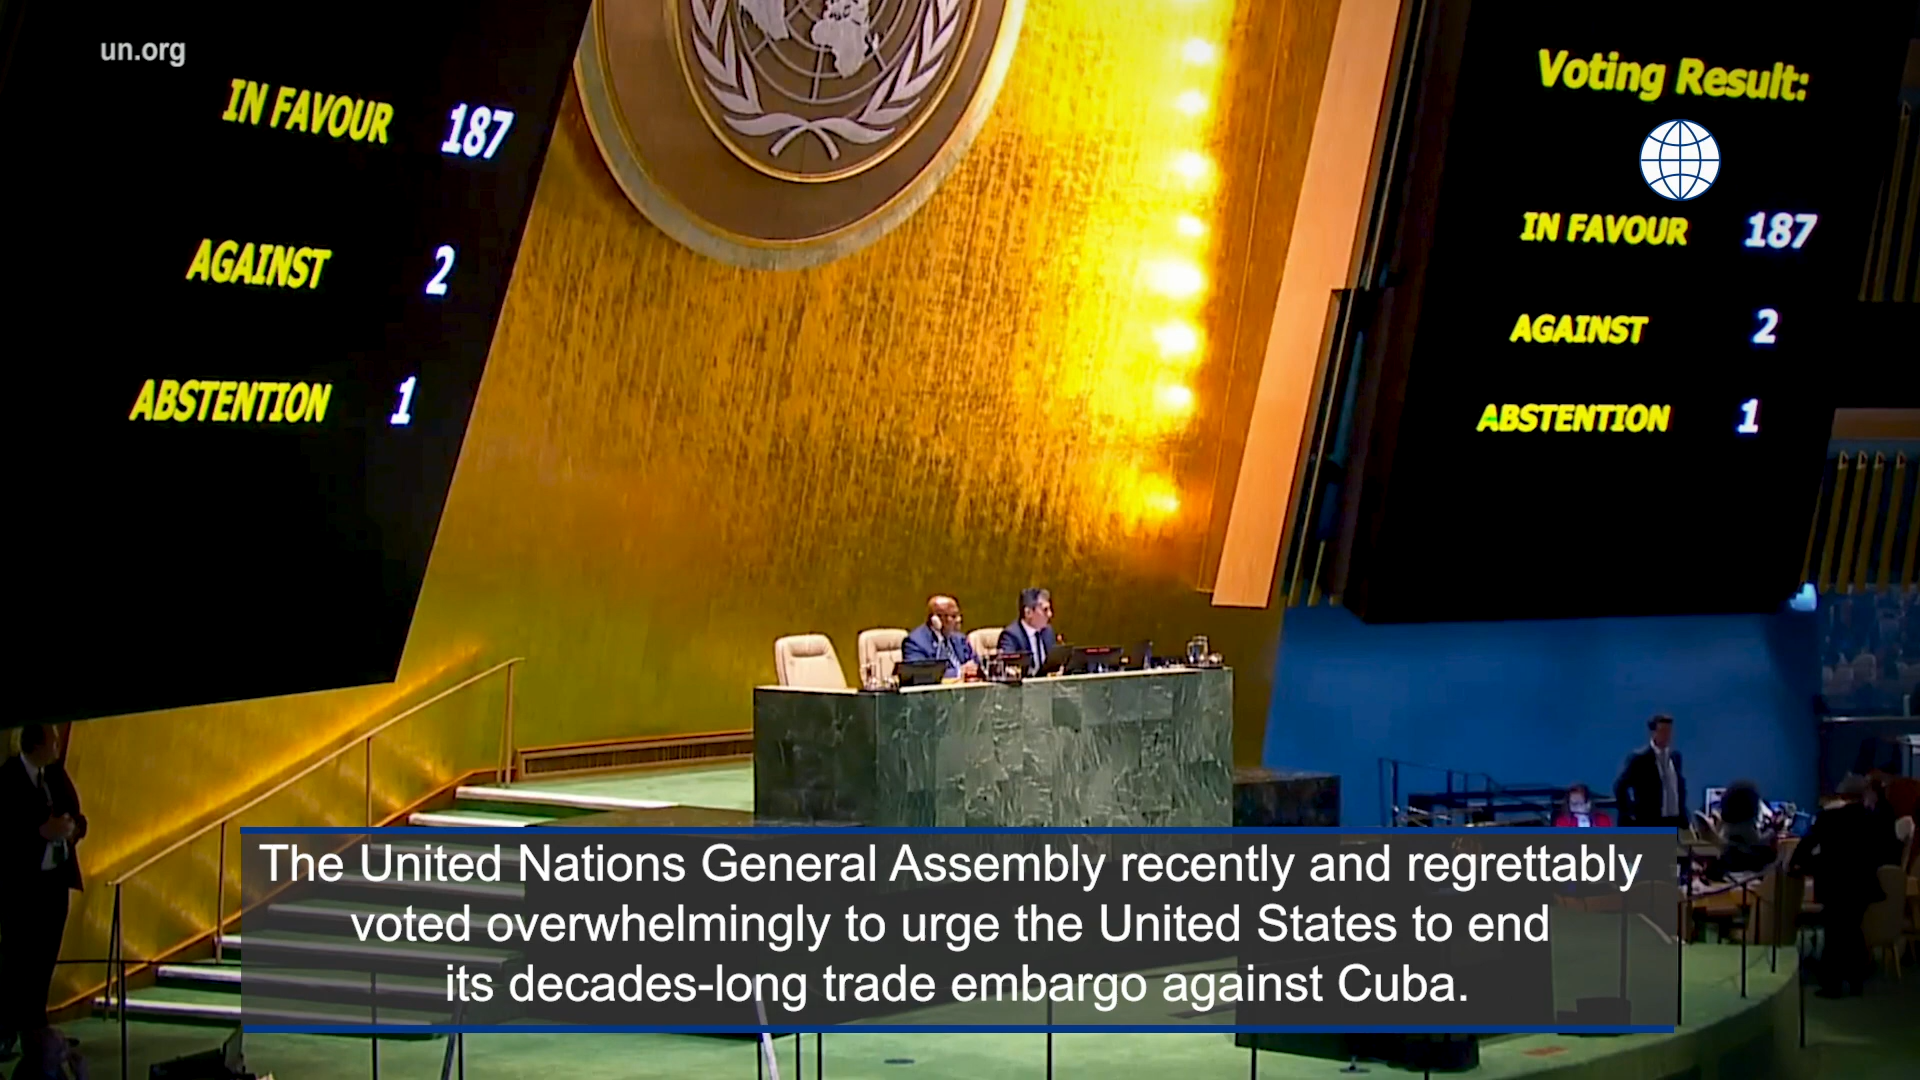 un.org
IN FAVOUR 187
AGAINST 2
ABSTENTION 1
Voting Result:
IN FAVOUR 187
AGAINST 2
ABSTENTION 1
The United Nations General Assembly recently and regrettably
voted overwhelmingly to urge the United States to end
its decades-long trade embargo against Cuba.